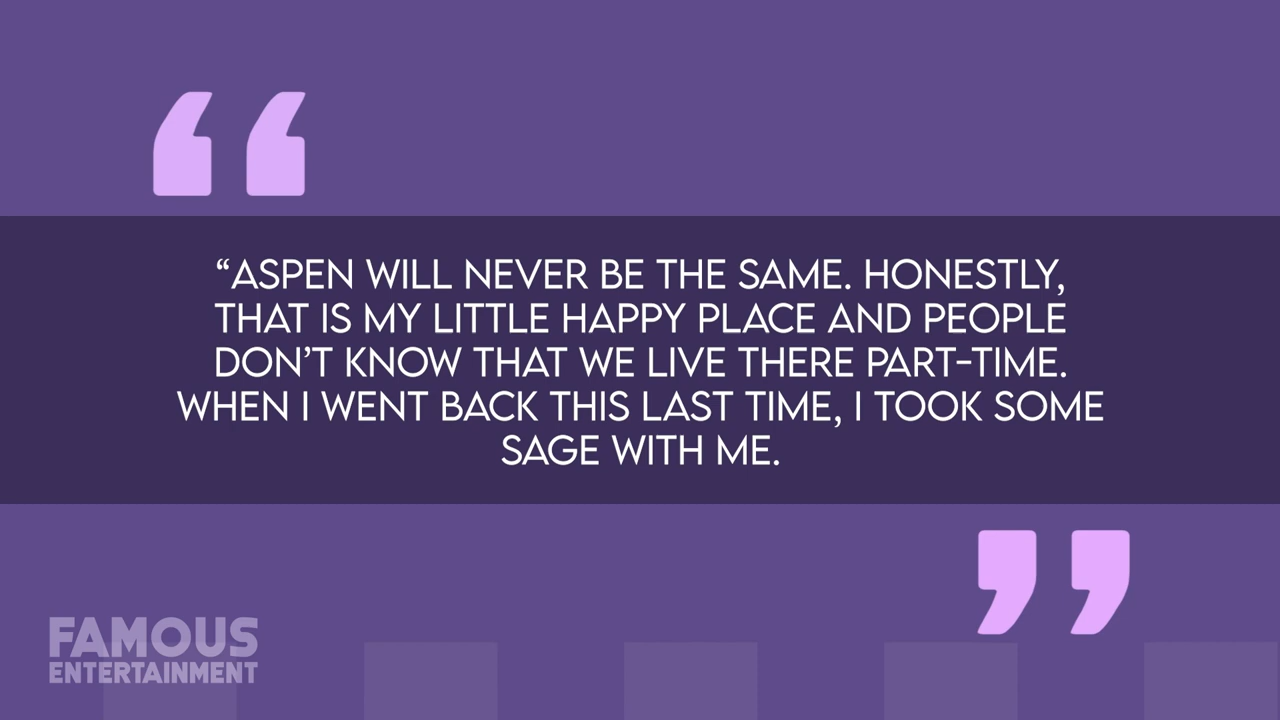 “ASPEN WILL NEVER BE THE SAME. HONESTLY,
THAT IS MY LITTLE HAPPY PLACE AND PEOPLE
DON’T KNOW THAT WE LIVE THERE PART-TIME.
WHEN I WENT BACK THIS LAST TIME, I TOOK SOME
SAGE WITH ME.
FAMOUS
ENTERTAINMENT